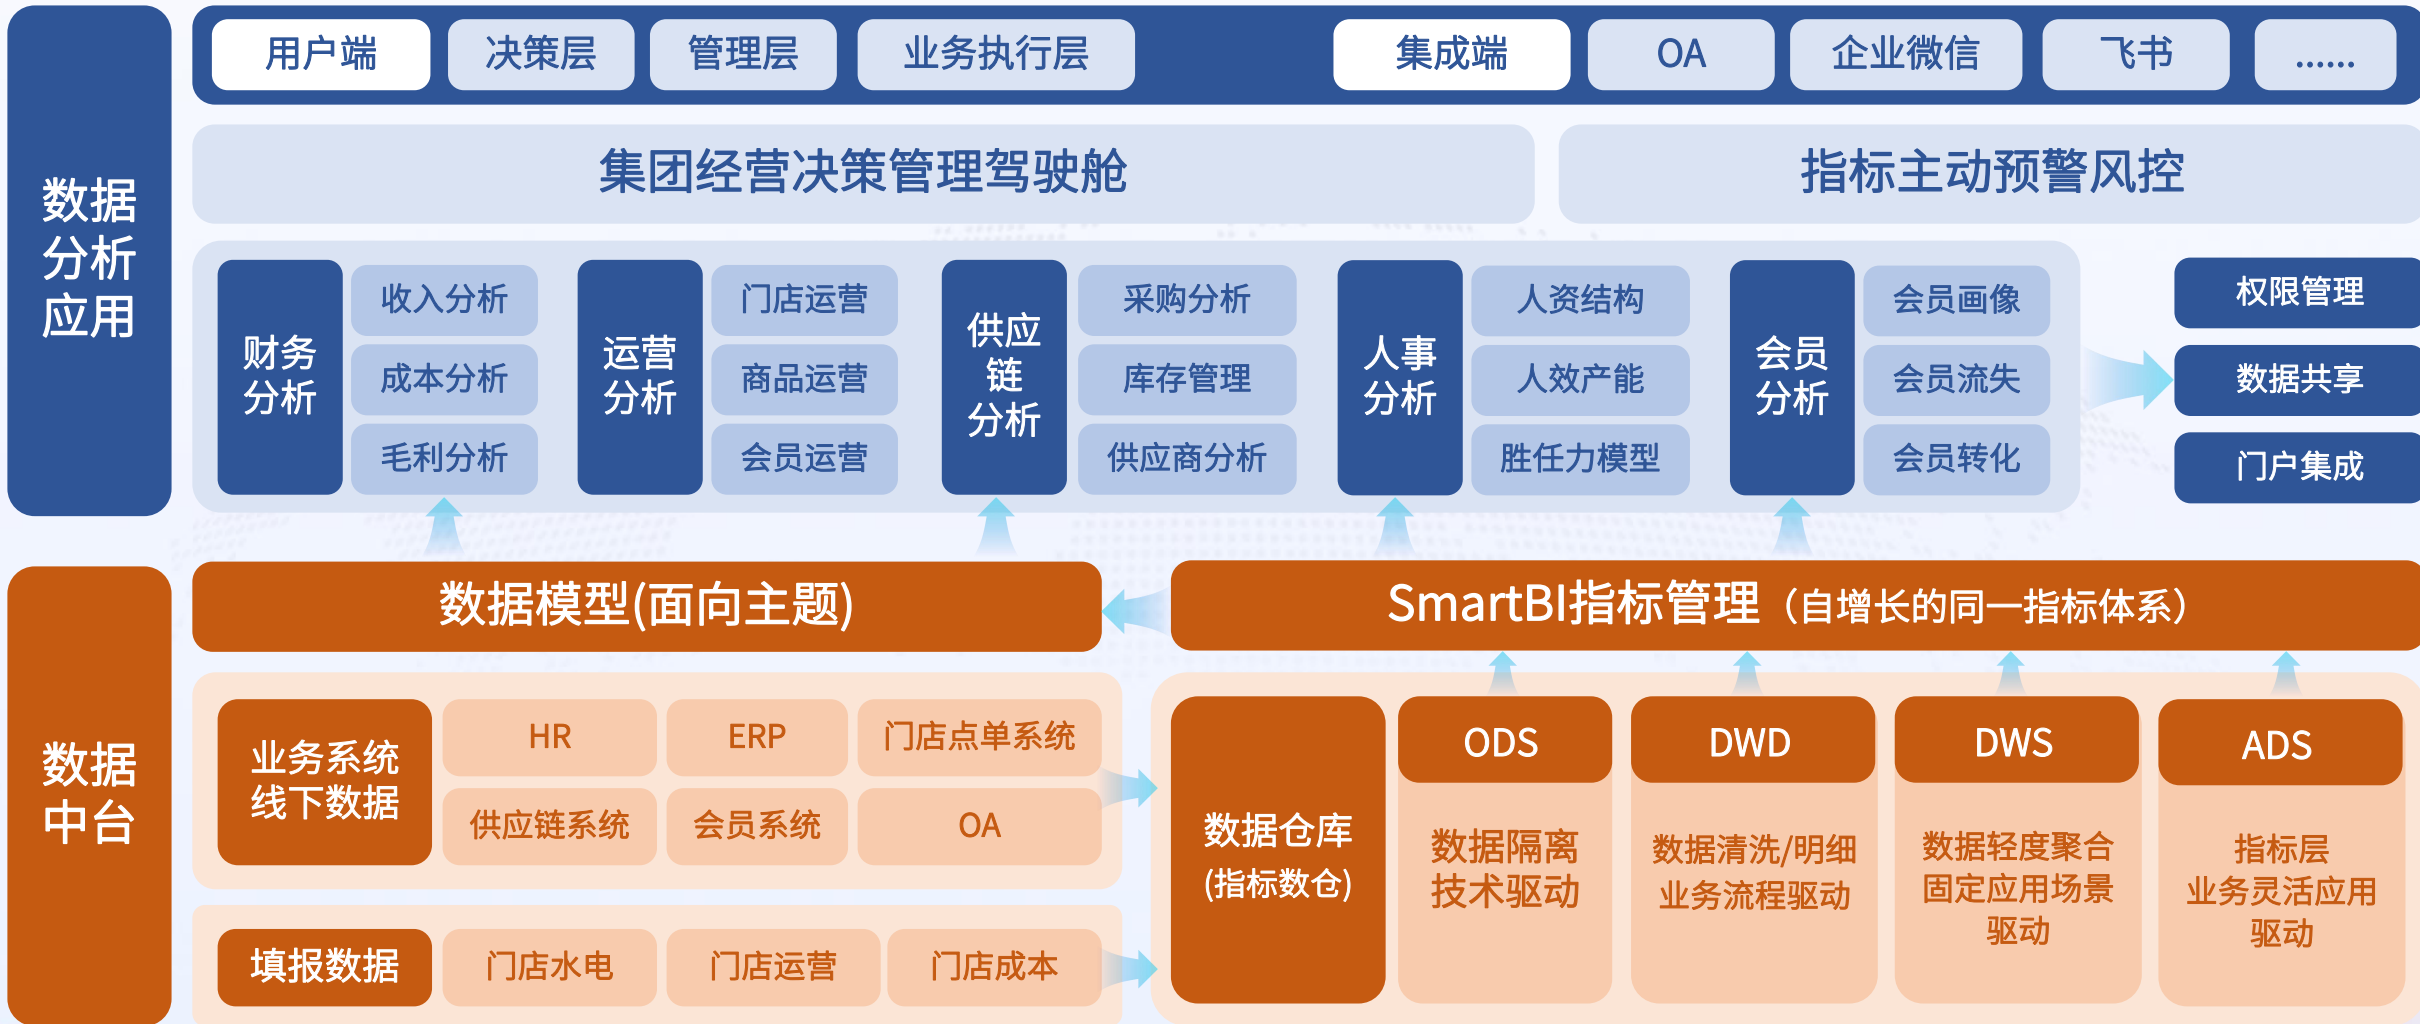 数据
分析
应用
用户端
决策层
管理层
业务执行层
集成端
OA
企业微信
飞书
......
集团经营决策管理驾驶舱
指标主动预警风控
财务
分析
收入分析
成本分析
毛利分析
运营
分析
门店运营
商品运营
会员运营
供应
链
分析
采购分析
库存管理
供应商分析
人事
分析
人资结构
人效产能
胜任力模型
会员
分析
会员画像
会员流失
会员转化
权限管理
数据共享
门户集成
数据
中台
数据模型(面向主题)
SmartBI指标管理（自增长的同一指标体系）
业务系统
线下数据
HR
ERP
门店点单系统
供应链系统
会员系统
OA
填报数据
门店水电
门店运营
门店成本
数据仓库
(指标数仓)
ODS
数据隔离
技术驱动
DWD
数据清洗/明细
业务流程驱动
DWS
数据轻度聚合
固定应用场景
驱动
ADS
指标层
业务灵活应用
驱动